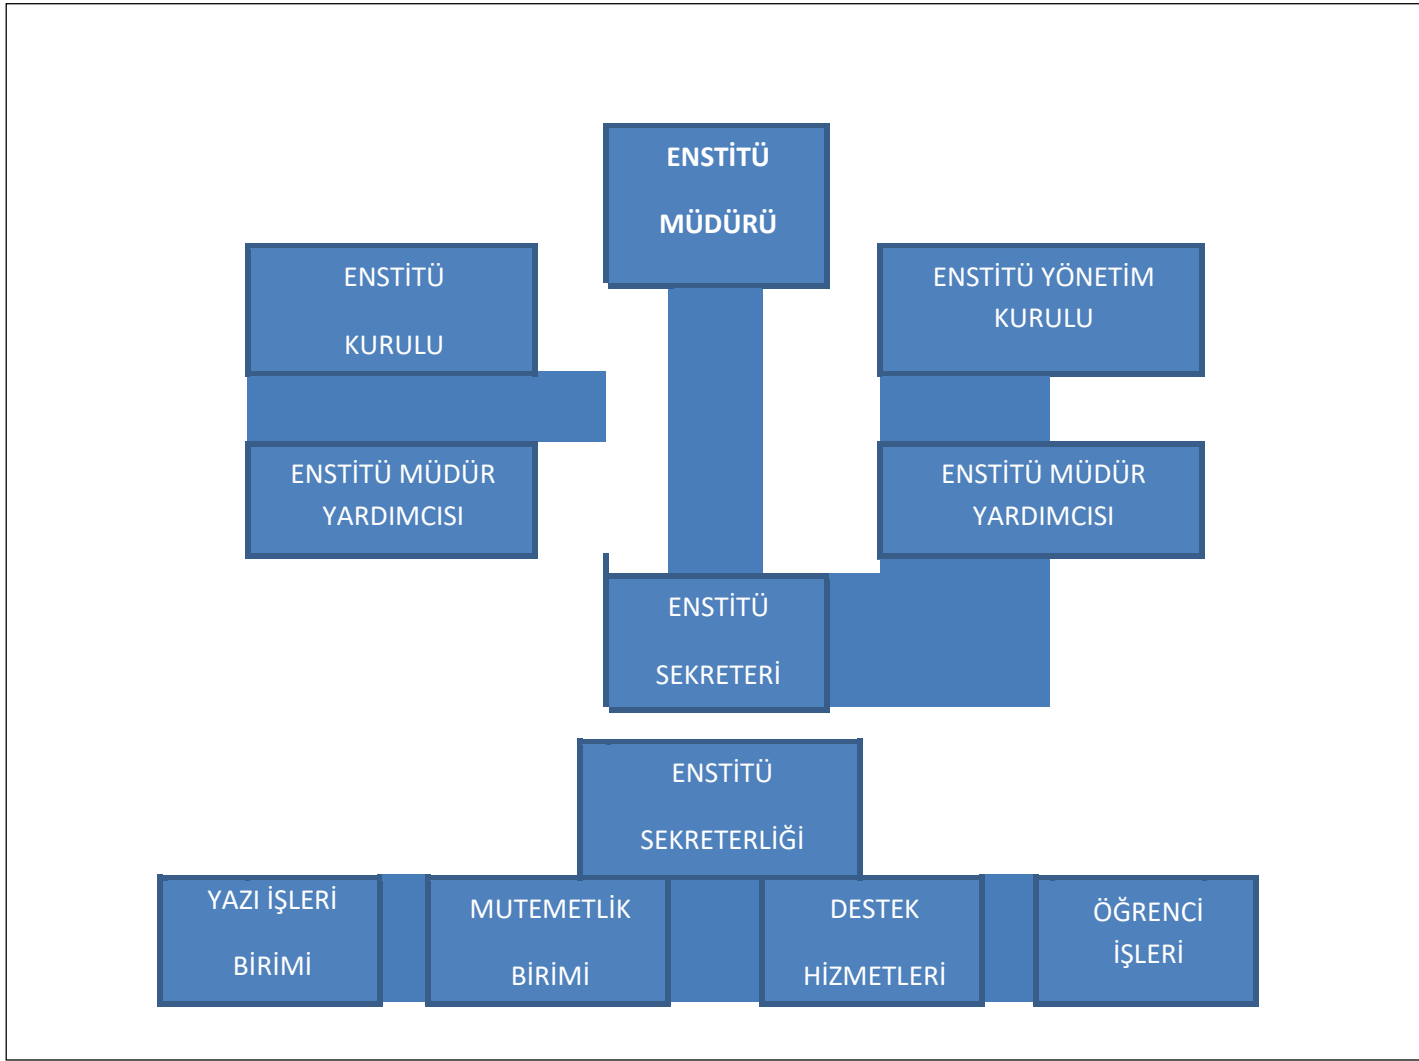 ENSTİTÜ
MÜDÜRÜ
ENSTİTÜ
KURULU
ENSTİTÜ YÖNETİM
KURULU
ENSTİTÜ MÜDÜR
YARDIMCISI
ENSTİTÜ MÜDÜR
YARDIMCISI
ENSTİTÜ
SEKRETERİ
ENSTİTÜ
SEKRETERLİĞİ
YAZI İŞLERİ
BİRİMİ
MUTEMETLİK
BİRİMİ
DESTEK
HİZMETLERİ
ÖĞRENCİ
İŞLERİ